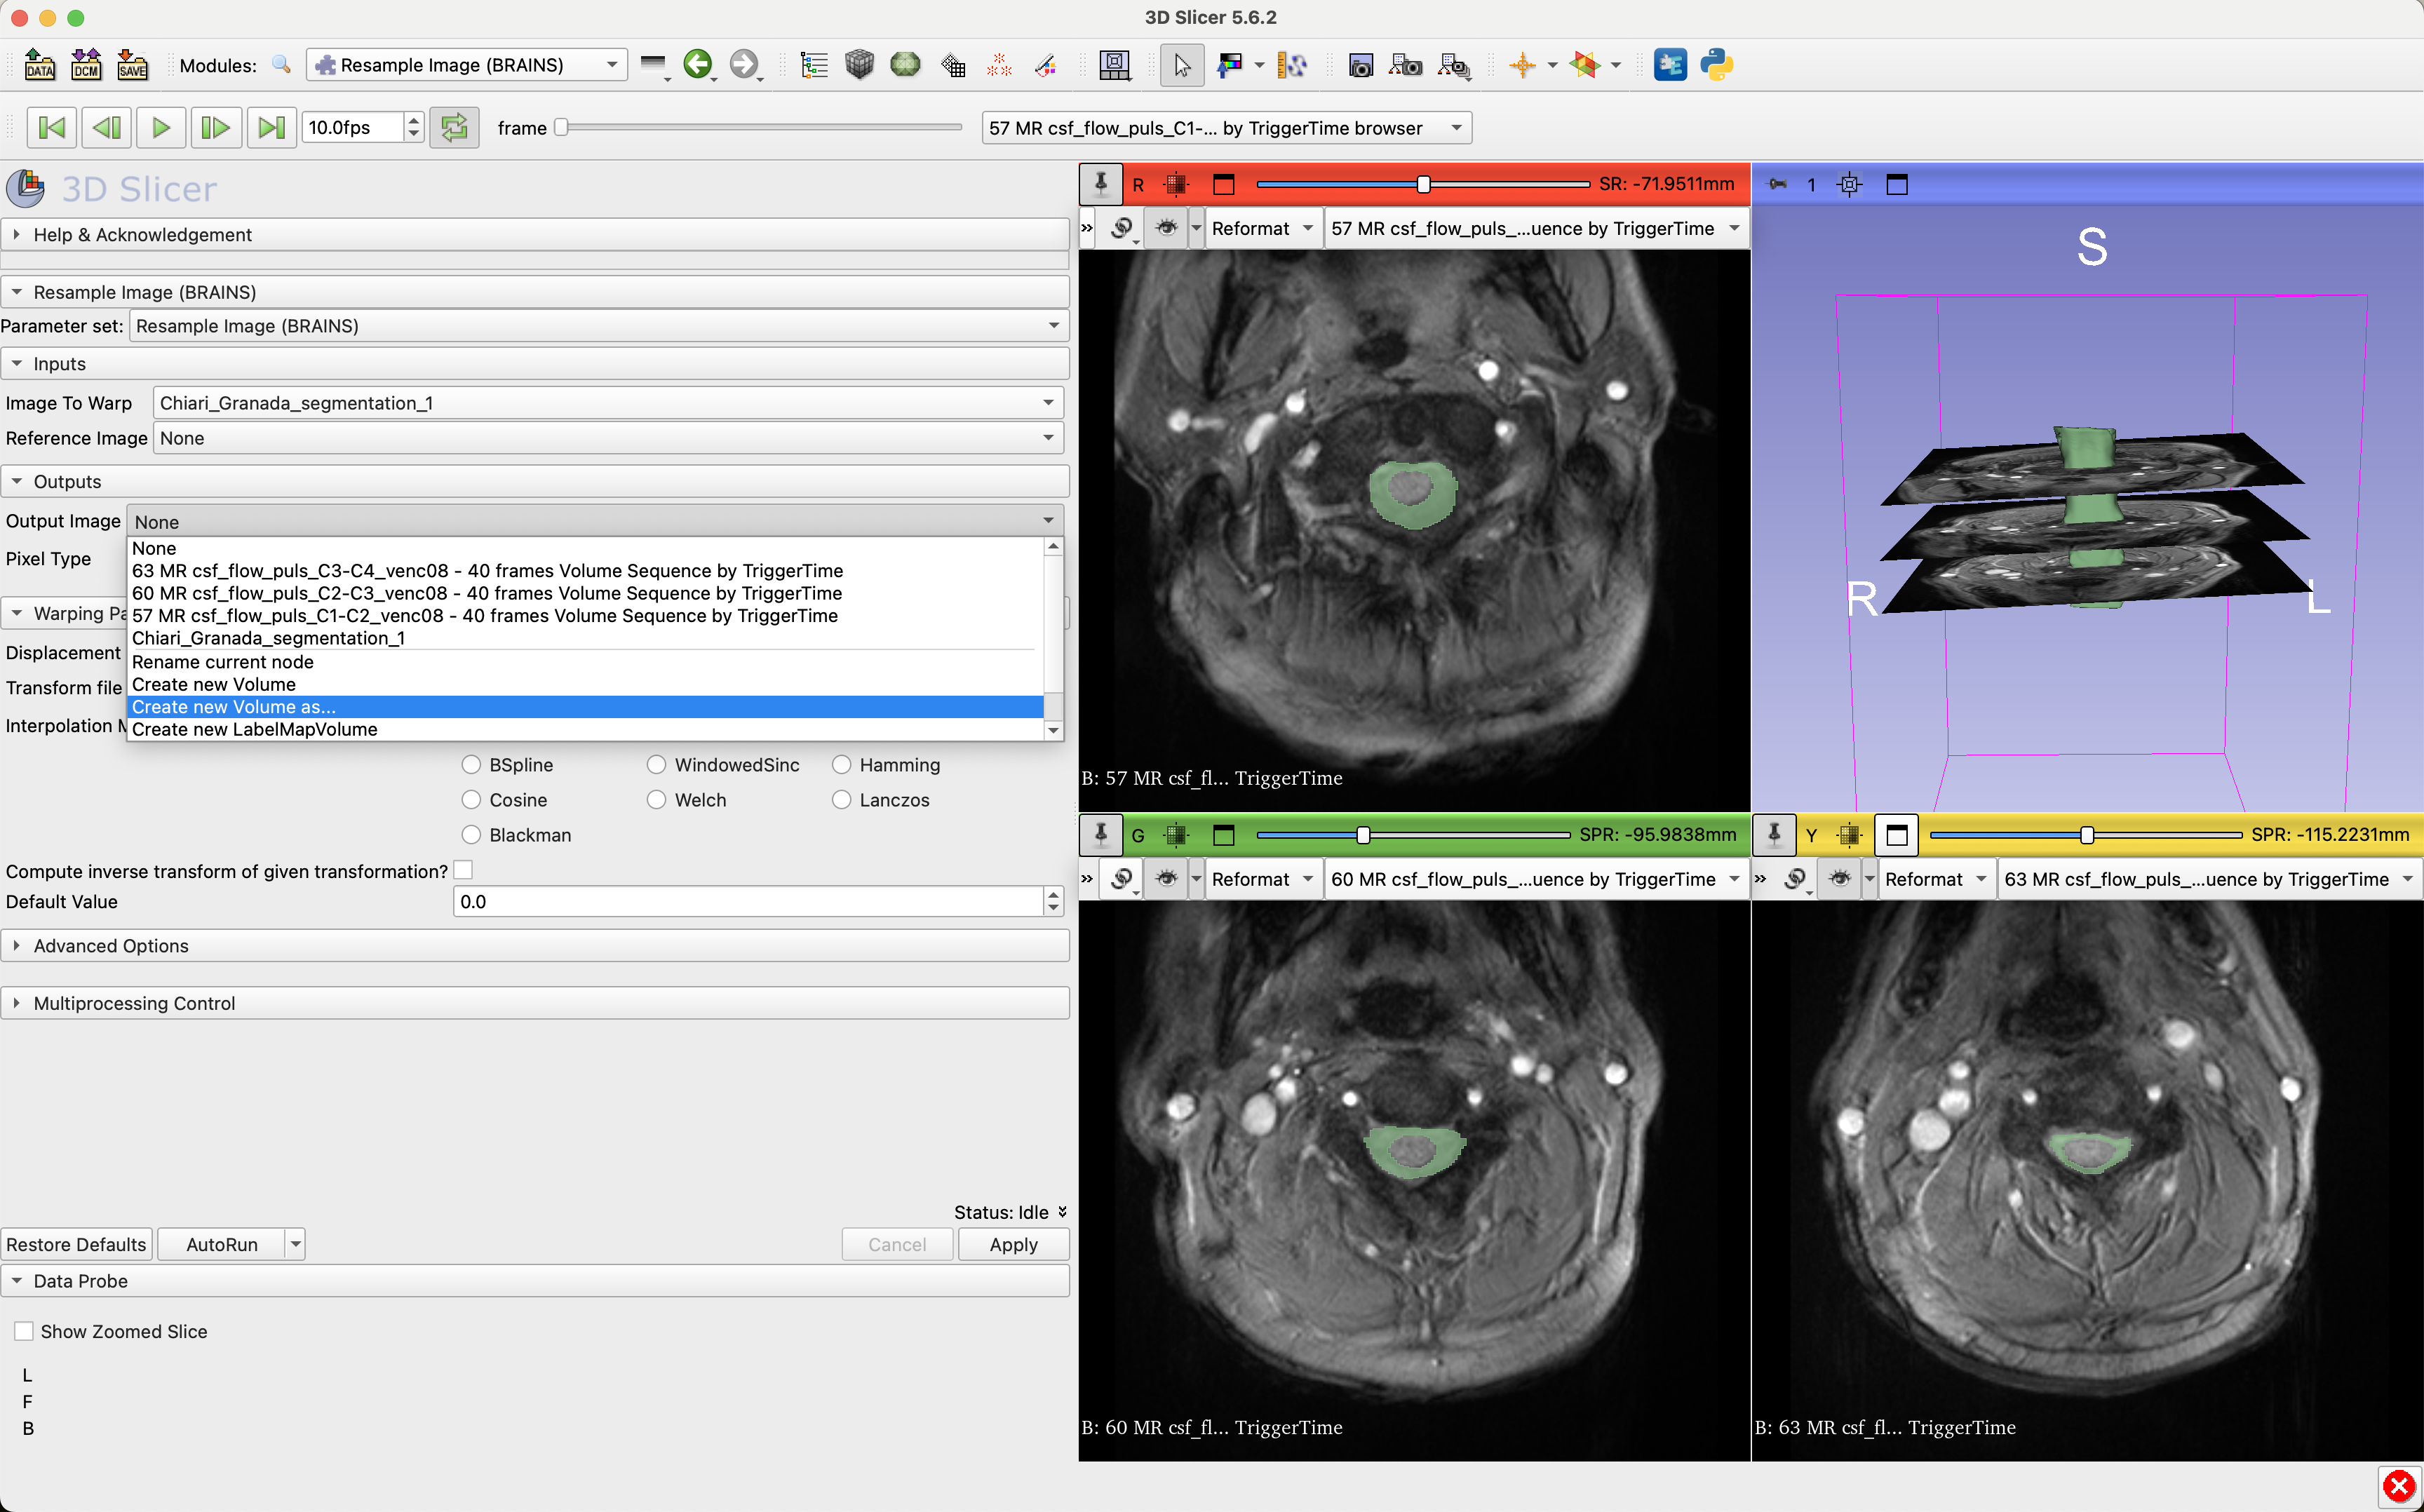 3D Slicer 5.6.2
DATA
DCM
SAVE
Modules:
Resample Image (BRAINS)
10.0fps
frame
57 MR csf_flow_puls_C1-... by TriggerTime browser
3D Slicer
Help & Acknowledgement
Resample Image (BRAINS)
Parameter set: Resample Image (BRAINS)
Inputs
Image To Warp Chiari_Granada_segmentation_1
Reference Image None
Outputs
Output Image None
None
63 MR csf_flow_puls_C3-C4_venc08 - 40 frames Volume Sequence by TriggerTime
60 MR csf_flow_puls_C2-C3_venc08 - 40 frames Volume Sequence by TriggerTime
57 MR csf_flow_puls_C1-C2_venc08 - 40 frames Volume Sequence by TriggerTime
Chiari_Granada_segmentation_1
Rename current node
Create new Volume
Create new Volume as...
Create new LabelMapVolume
Pixel Type
Warping Pa
Displacement
Transform file
Interpolation M
BSpline WindowedSinc Hamming
Cosine Welch Lanczos
Blackman
Compute inverse transform of given transformation?
Default Value 0.0
Advanced Options
Multiprocessing Control
Status: Idle
Restore Defaults AutoRun Cancel Apply
Data Probe
Show Zoomed Slice
L
F
B
R SR: -71.9511mm
Reformat 57 MR csf_flow_puls_...uence by TriggerTime
B: 57 MR csf_fl... TriggerTime
1
S
R
L
G SPR: -95.9838mm
Reformat 60 MR csf_flow_puls_...uence by TriggerTime
B: 60 MR csf_fl... TriggerTime
Y SPR: -115.2231mm
Reformat 63 MR csf_flow_puls_...uence by TriggerTime
B: 63 MR csf_fl... TriggerTime